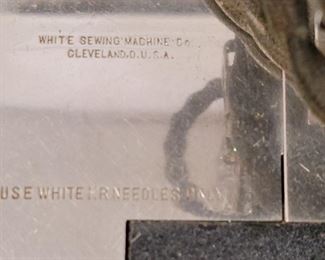 WHITE SEWING MACHINE CO.
CLEVELAND, O. U.S.A.
USE WHITE F.R. NEEDLES ONLY